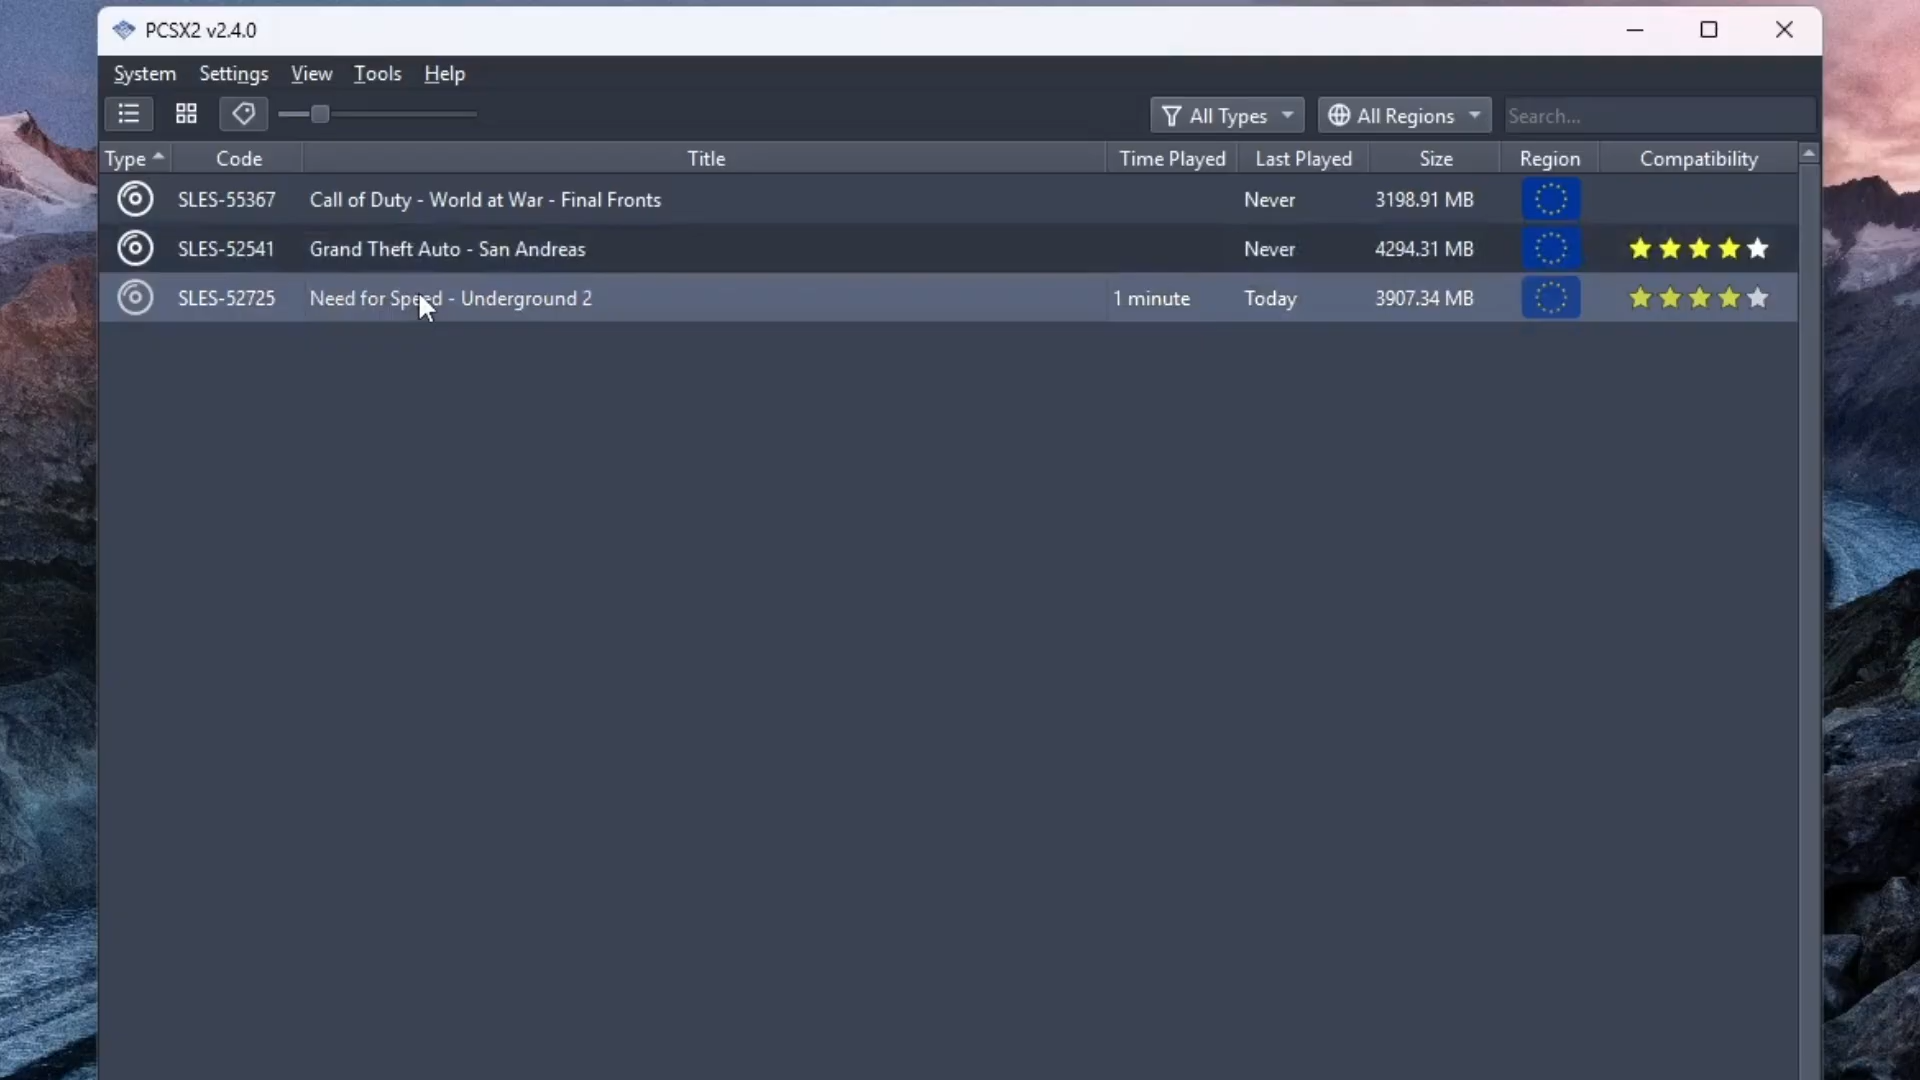 PCSX2 v2.4.0
System Settings View Tools Help
All Types All Regions Search...
Type Code Title Time Played Last Played Size Region Compatibility
SLES-55367 Call of Duty - World at War - Final Fronts Never 3198.91 MB
SLES-52541 Grand Theft Auto - San Andreas Never 4294.31 MB
SLES-52725 Need for Speed - Underground 2 1 minute Today 3907.34 MB